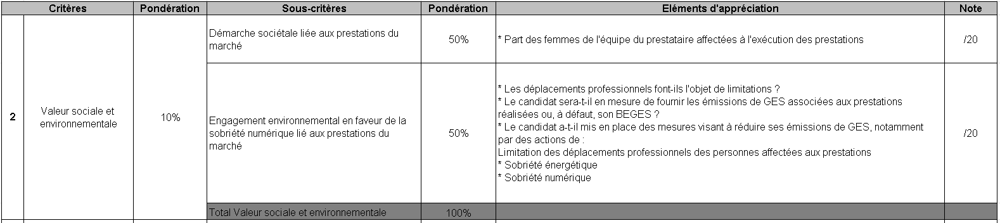 Critères Pondération Sous-critères Pondération Eléments d'appréciation Note
Démarche sociétale liée aux prestations du
marché
50%
* Part des femmes de l'équipe du prestataire affectées à l'exécution des prestations
/20
2
Valeur sociale et
environnementale
10%
Engagement environnemental en faveur de la
sobriété numérique lié aux prestations du
marché
50%
* Les déplacements professionnels font-ils l'objet de limitations ?
* Le candidat sera-t-il en mesure de fournir les émissions de GES associées aux prestations
réalisées ou, à défaut, son BEGES ?
* Le candidat a-t-il mis en place des mesures visant à réduire ses émissions de GES, notamment
par des actions de :
Limitation des déplacements professionnels des personnes affectées aux prestations
* Sobriété énergétique
* Sobriété numérique
/20
Total Valeur sociale et environnementale 100%